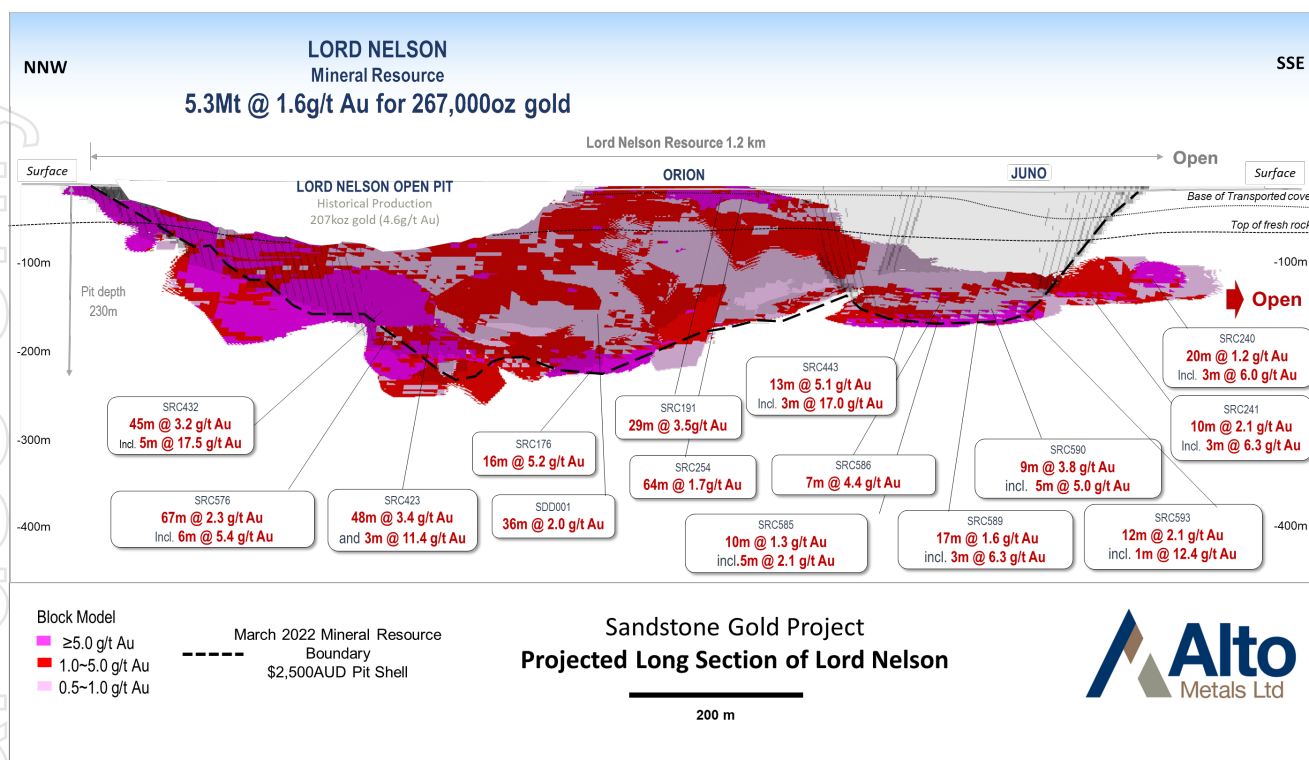 NNW
LORD NELSON
Mineral Resource
5.3Mt @ 1.6g/t Au for 267,000oz gold
SSE
Lord Nelson Resource 1.2 km
Open
Surface
LORD NELSON OPEN PIT
Historical Production
207koz gold (4.6g/t Au)
ORION
JUNO
Surface
Base of Transported cove
Top of fresh rock
-100m
-100m
Pit depth
230m
Open
-200m
-300m
-400m
-400m
SRC432
45m @ 3.2 g/t Au
Incl. 5m @ 17.5 g/t Au
SRC576
67m @ 2.3 g/t Au
Incl. 6m @ 5.4 g/t Au
SRC423
48m @ 3.4 g/t Au
and 3m @ 11.4 g/t Au
SRC176
16m @ 5.2 g/t Au
SDD001
36m @ 2.0 g/t Au
SRC191
29m @ 3.5g/t Au
SRC254
64m @ 1.7g/t Au
SRC443
13m @ 5.1 g/t Au
Incl. 3m @ 17.0 g/t Au
SRC586
7m @ 4.4 g/t Au
SRC585
10m @ 1.3 g/t Au
incl.5m @ 2.1 g/t Au
SRC589
17m @ 1.6 g/t Au
incl. 3m @ 6.3 g/t Au
SRC590
9m @ 3.8 g/t Au
incl. 5m @ 5.0 g/t Au
SRC593
12m @ 2.1 g/t Au
incl. 1m @ 12.4 g/t Au
SRC240
20m @ 1.2 g/t Au
Incl. 3m @ 6.0 g/t Au
SRC241
10m @ 2.1 g/t Au
Incl. 3m @ 6.3 g/t Au
Block Model
≥5.0 g/t Au
1.0~5.0 g/t Au
0.5~1.0 g/t Au
March 2022 Mineral Resource
Boundary
$2,500AUD Pit Shell
Sandstone Gold Project
Projected Long Section of Lord Nelson
200 m
Alto
Metals Ltd